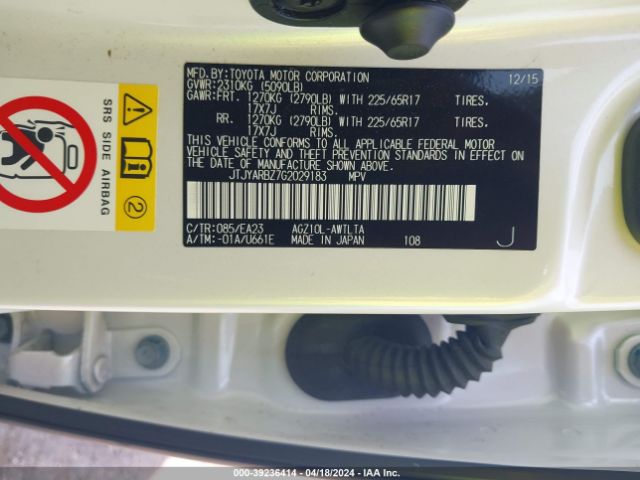 MFD.BY:TOYOTA MOTOR CORPORATION 12/15
GVWR:2310KG (5090LB)
GAWR:FRT. 1270KG (2790LB) WITH 225/65R17 TIRES.
17X7J RIMS.
RR. 1270KG (2790LB) WITH 225/65R17 TIRES.
17X7J RIMS.
THIS VEHICLE CONFORMS TO ALL APPLICABLE FEDERAL MOTOR
VEHICLE SAFETY AND THEFT PREVENTION STANDARDS IN EFFECT
ON THE DATE OF MANUFACTURE SHOWN ABOVE.
JTJYARBZ7G2029183 MPV
C/TR:085/EA23 AGZ10L-AWTLTA
A/TM:-01A/U661E MADE IN JAPAN 108 J
SRS SIDE AIRBAG
2
000-39236414 - 04/18/2024 - IAA Inc.